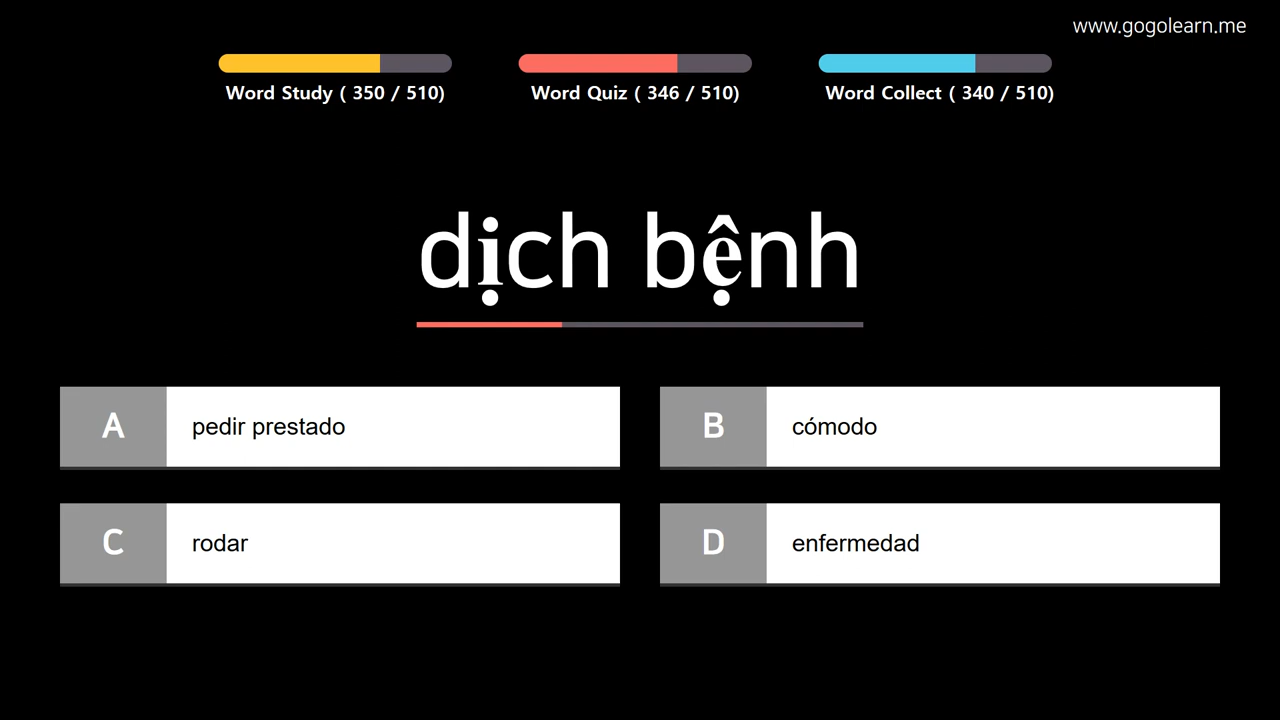 www.gogolearn.me
Word Study ( 350 / 510)
Word Quiz ( 346 / 510)
Word Collect ( 340 / 510)
dịch bệnh
A
pedir prestado
B
cómodo
C
rodar
D
enfermedad